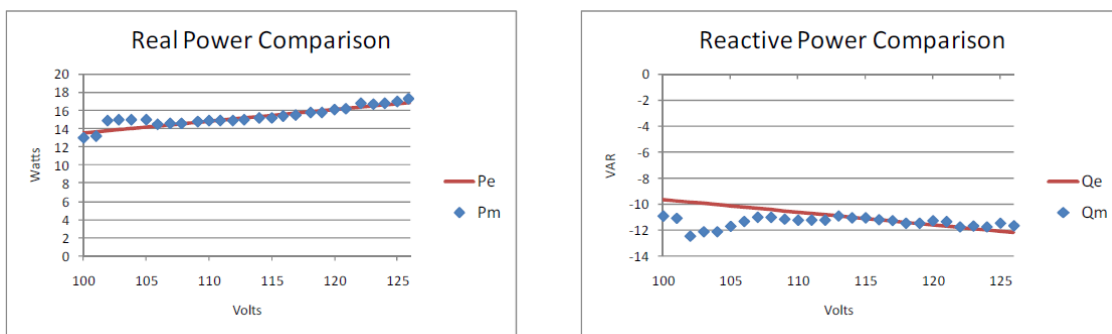 Real Power Comparison
20
18
16
14
12
10
8
6
4
2
0
Watts
100 105 110 115 120 125
Volts
Pe
Pm
Reactive Power Comparison
0
-2
-4
-6
-8
-10
-12
-14
VAR
100 105 110 115 120 125
Volts
Qe
Qm